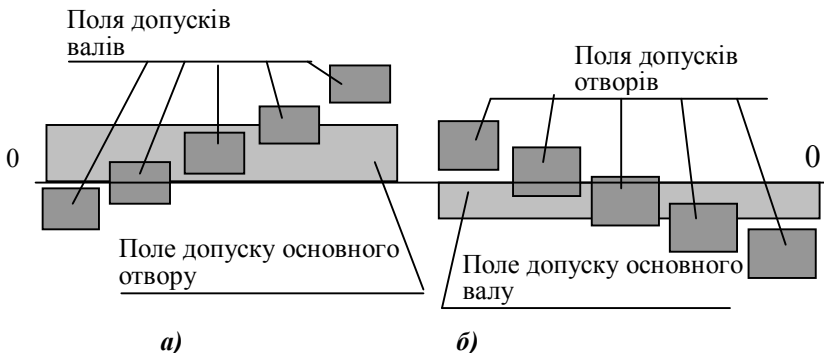 Поля допусків
валів
Поля допусків
отворів
0
0
Поле допуску основного
отвору
Поле допуску основного
валу
а)
б)